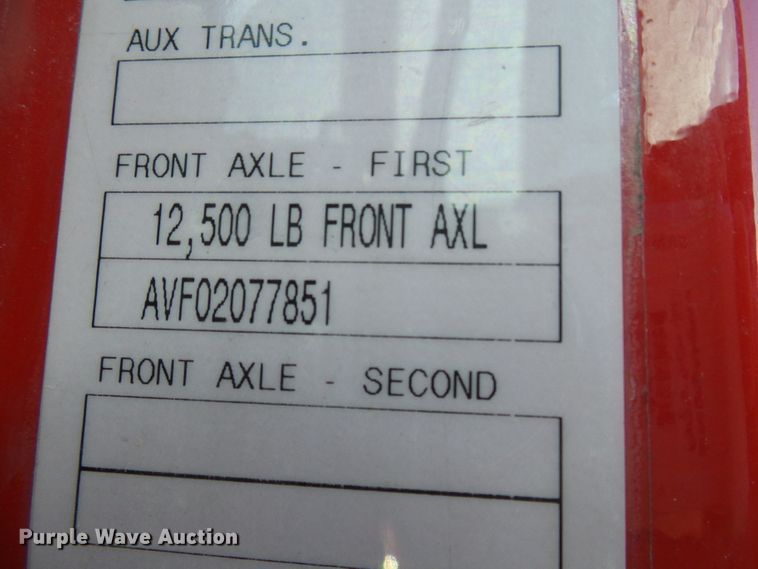 AUX TRANS.
FRONT AXLE - FIRST
12,500 LB FRONT AXL
AVF02077851
FRONT AXLE - SECOND
Purple Wave Auction